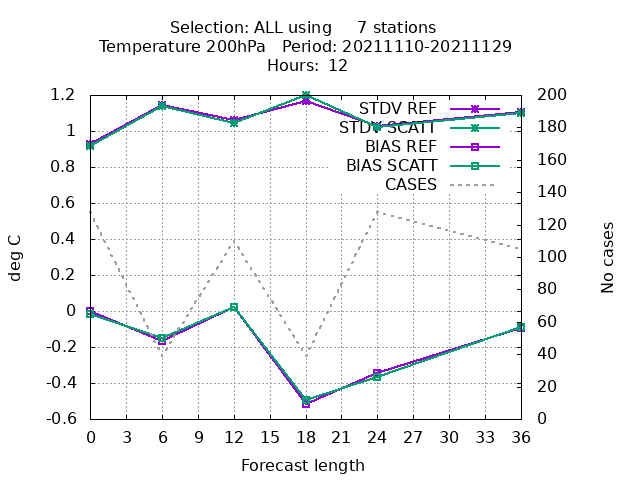 Selection: ALL using     7 stations
Temperature 200hPa   Period: 20211110-20211129
Hours: 12
deg C
1.2
1
0.8
0.6
0.4
0.2
0
-0.2
-0.4
-0.6
STDV REF
STDV SCATT
BIAS REF
BIAS SCATT
CASES
200
180
160
140
120
100
80
60
40
20
0
No cases
0 3 6 9 12 15 18 21 24 27 30 33 36
Forecast length